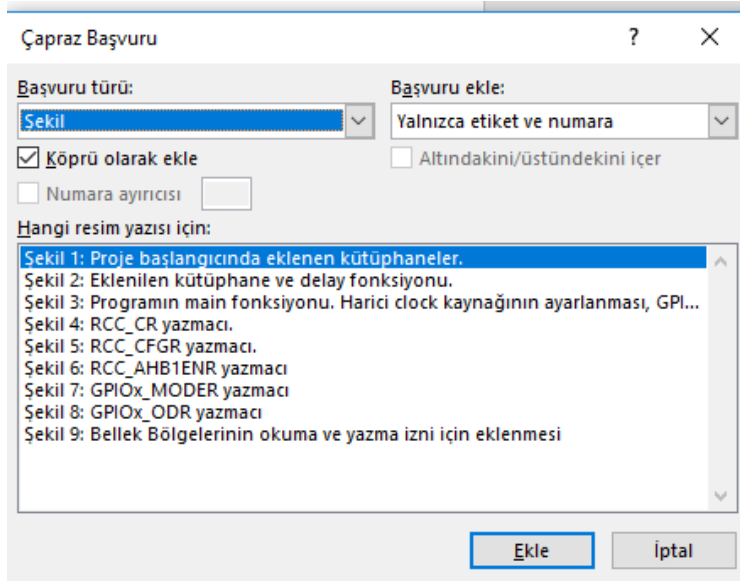 Çapraz Başvuru
Başvuru türü:
Başvuru ekle:
Şekil
Yalnızca etiket ve numara
Köprü olarak ekle
Altındakini/üstündekini içer
Numara ayırıcısı
Hangi resim yazısı için:
Şekil 1: Proje başlangıcında eklenen kütüphaneler.
Şekil 2: Eklenilen kütüphane ve delay fonksiyonu.
Şekil 3: Programın main fonksiyonu. Harici clock kaynağının ayarlanması, GPI...
Şekil 4: RCC_CR yazmacı.
Şekil 5: RCC_CFGR yazmacı.
Şekil 6: RCC_AHB1ENR yazmacı
Şekil 7: GPIOx_MODER yazmacı
Şekil 8: GPIOx_ODR yazmacı
Şekil 9: Bellek Bölgelerinin okuma ve yazma izni için eklenmesi
Ekle
İptal